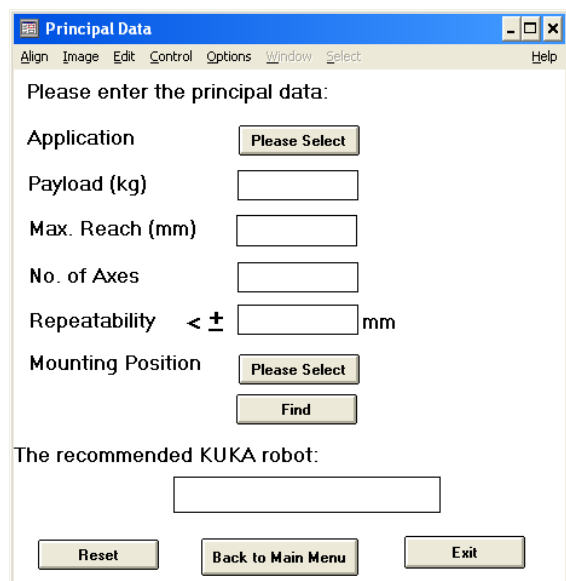 Principal Data
Align Image Edit Control Options Window Select Help
Please enter the principal data:
Application Please Select
Payload (kg)
Max. Reach (mm)
No. of Axes
Repeatability < ± mm
Mounting Position Please Select
Find
The recommended KUKA robot:
Reset Back to Main Menu Exit